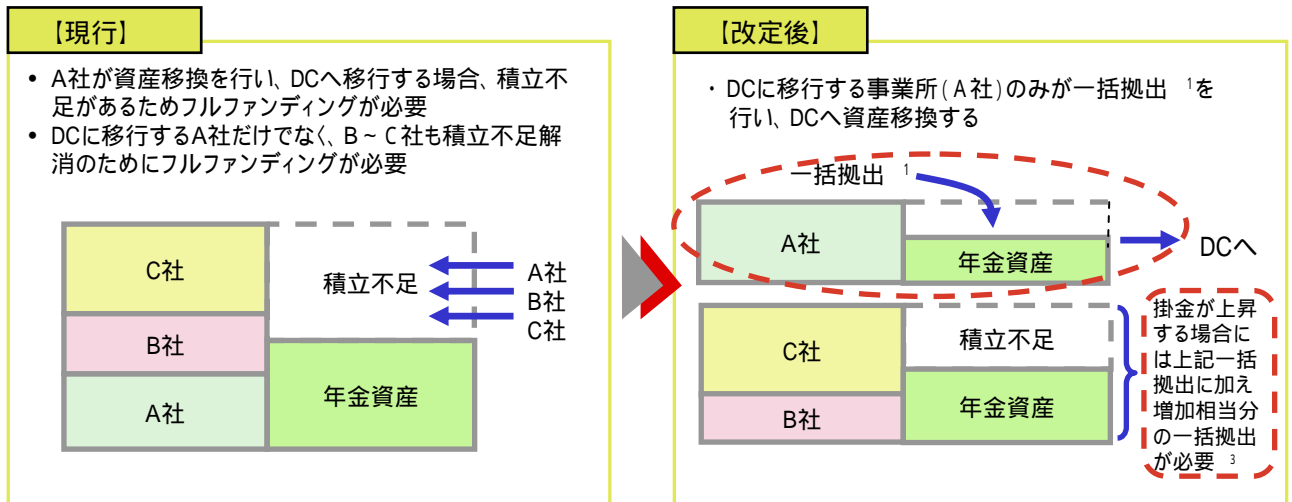 【現行】
• A社が資産移換を行い、DCへ移行する場合、積立不
足があるためフルファンディングが必要
• DCに移行するA社だけでなく、B~C社も積立不足解
消のためにフルファンディングが必要
C社
B社
A社
積立不足
年金資産
A社
B社
C社
【改定後】
・DCに移行する事業所(A社)のみが一括拠出 1を
行い、DCへ資産移換する
一括拠出 1
A社
年金資産
DCへ
C社
B社
積立不足
年金資産
掛金が上昇
する場合に
は上記一括
拠出に加え
増加相当分
の一括拠出
が必要 3